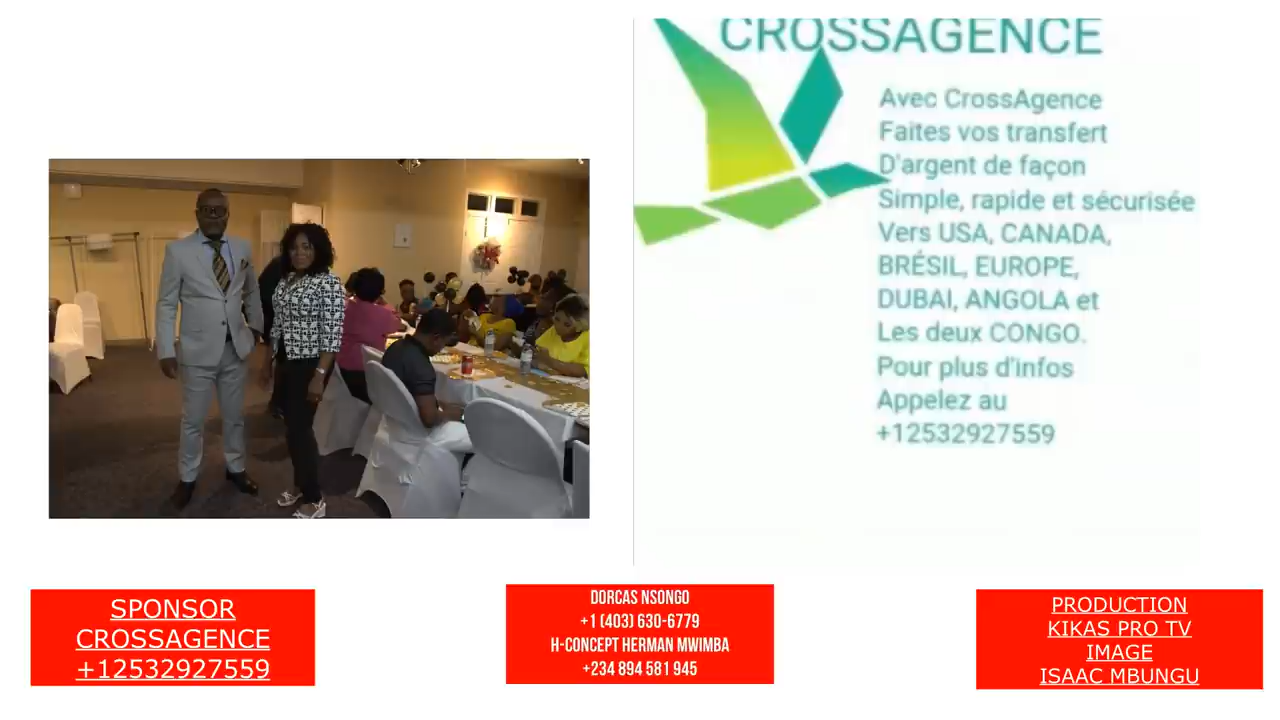 CROSSAGENCE
Avec CrossAgence
Faites vos transfert
D'argent de façon
Simple, rapide et sécurisée
Vers USA, CANADA,
BRÉSIL, EUROPE,
DUBAI, ANGOLA et
Les deux CONGO.
Pour plus d'infos
Appelez au
+12532927559
SPONSOR
CROSSAGENCE
+12532927559
DORCAS NSONGO
+1 (403) 630-6779
H-CONCEPT HERMAN MWIMBA
+234 894 581 945
PRODUCTION
KIKAS PRO TV
IMAGE
ISAAC MBUNGU